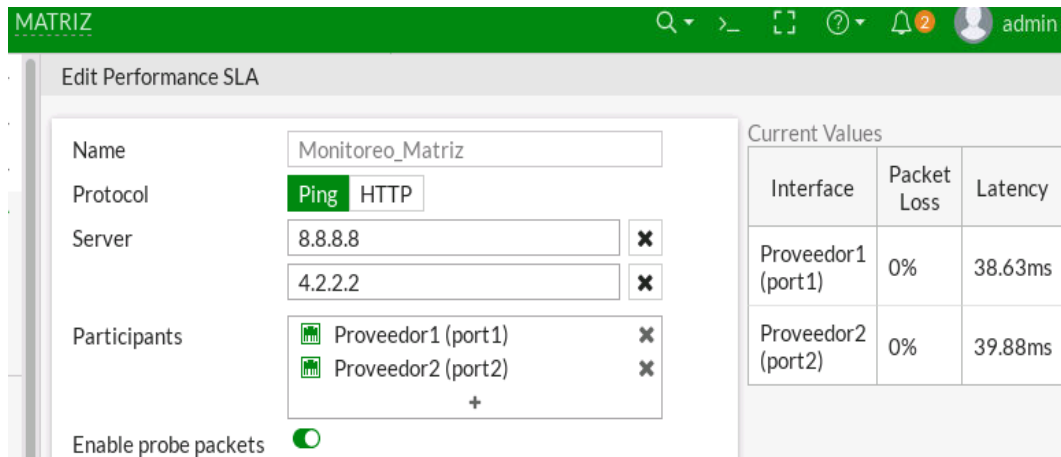 MATRIZ
2
admin
Edit Performance SLA
Name
Monitoreo_Matriz
Protocol
Ping HTTP
Server
8.8.8.8
4.2.2.2
Participants
Proveedor1 (port1)
Proveedor2 (port2)
Enable probe packets
Current Values
Interface Packet Loss Latency
Proveedor1 (port1) 0% 38.63ms
Proveedor2 (port2) 0% 39.88ms